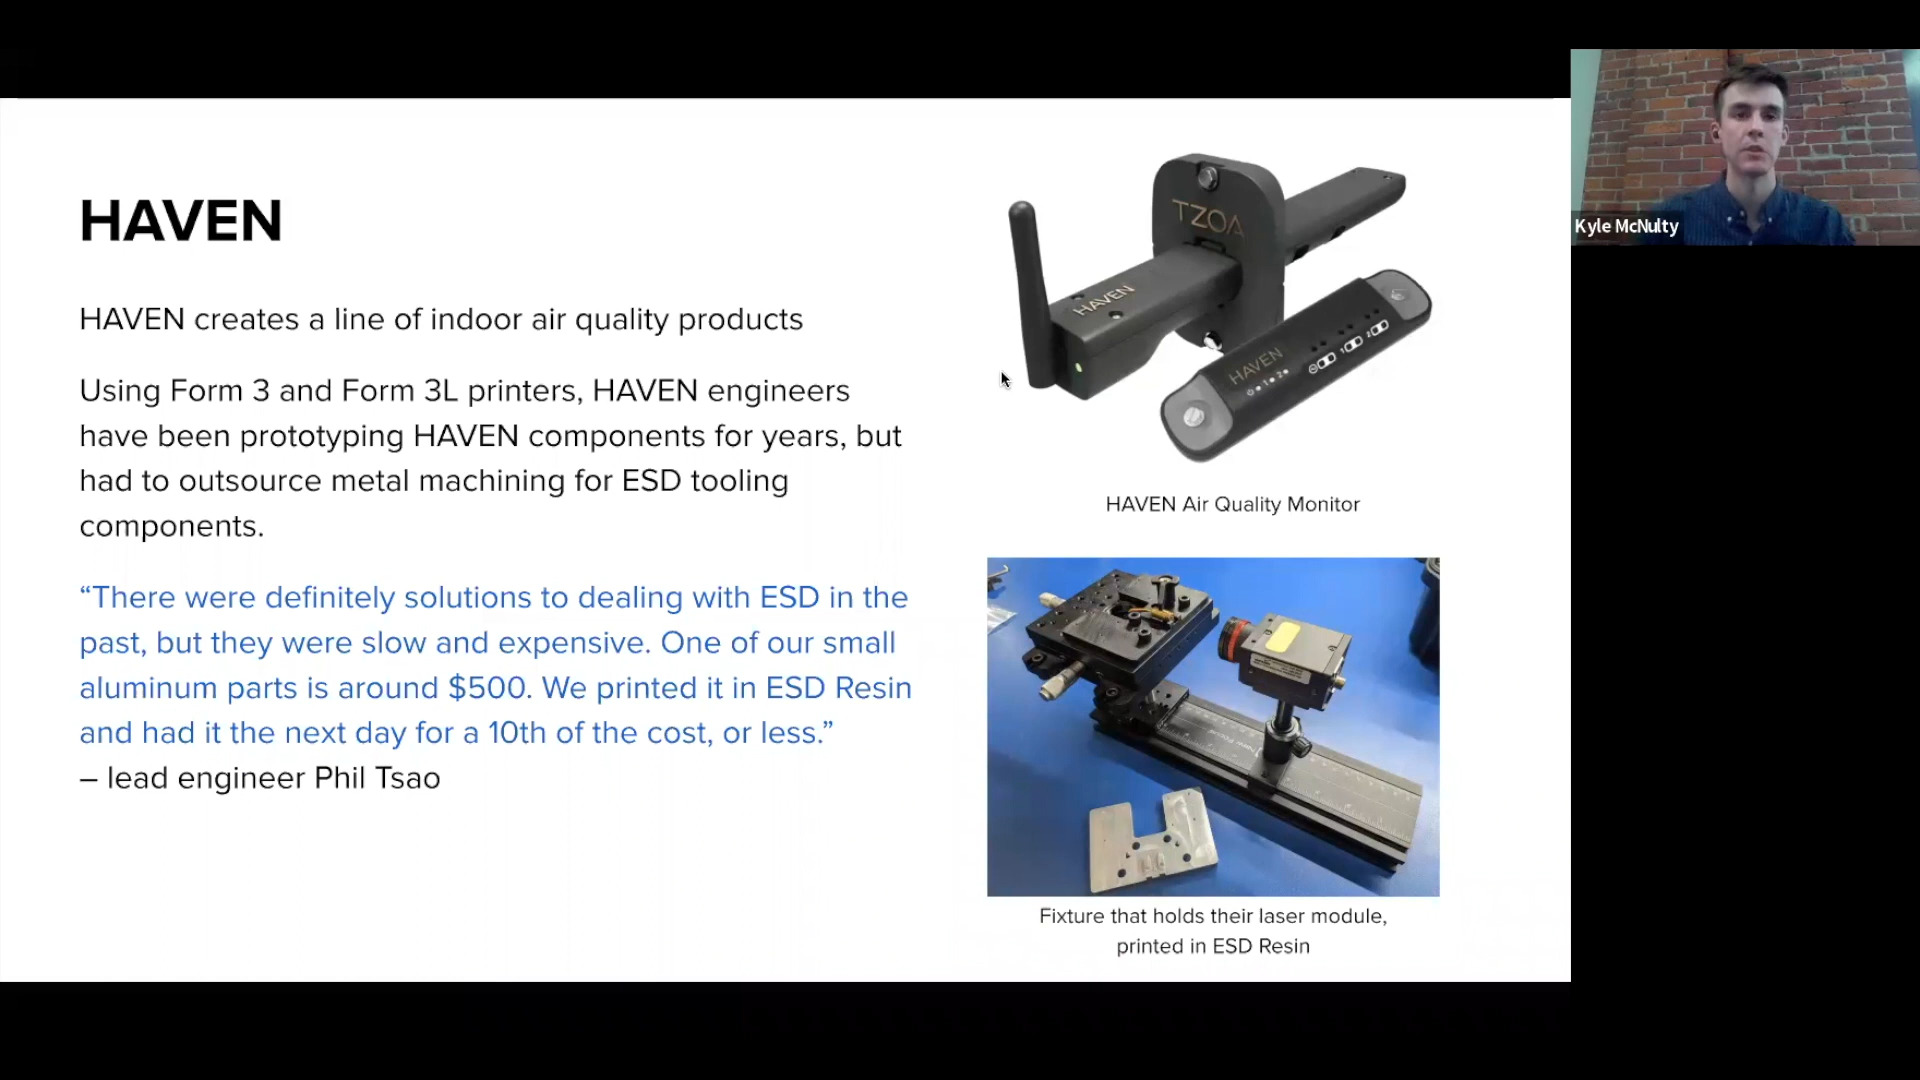 HAVEN
HAVEN creates a line of indoor air quality products
Using Form 3 and Form 3L printers, HAVEN engineers
have been prototyping HAVEN components for years, but
had to outsource metal machining for ESD tooling
components.
“There were definitely solutions to dealing with ESD in the
past, but they were slow and expensive. One of our small
aluminum parts is around $500. We printed it in ESD Resin
and had it the next day for a 10th of the cost, or less.”
– lead engineer Phil Tsao
TZOA
HAVEN
HAVEN
1 2
1 2
HAVEN Air Quality Monitor
Fixture that holds their laser module,
printed in ESD Resin
Kyle McNulty